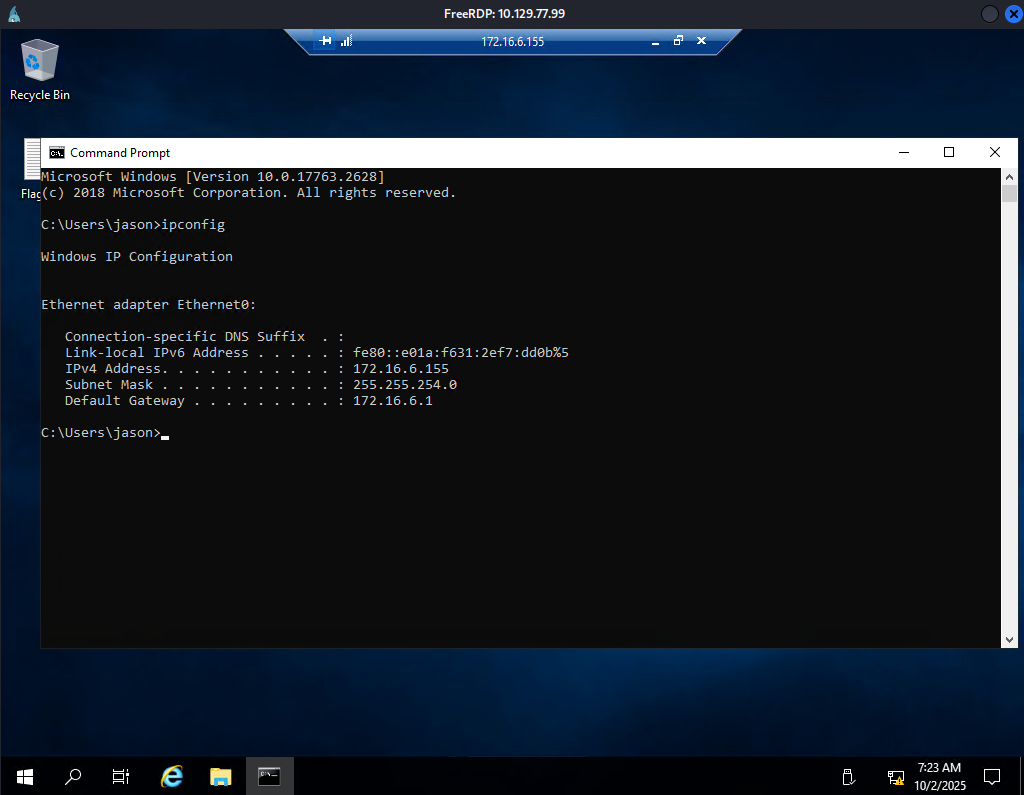 FreeRDP: 10.129.77.99
172.16.6.155
Recycle Bin
Command Prompt
Microsoft Windows [Version 10.0.17763.2628]
(c) 2018 Microsoft Corporation. All rights reserved.
C:\Users\jason>ipconfig
Windows IP Configuration
Ethernet adapter Ethernet0:
Connection-specific DNS Suffix  . :
Link-local IPv6 Address . . . . . : fe80::e01a:f631:2ef7:dd0b%5
IPv4 Address. . . . . . . . . . . : 172.16.6.155
Subnet Mask . . . . . . . . . . . : 255.255.254.0
Default Gateway . . . . . . . . . : 172.16.6.1
C:\Users\jason>
7:23 AM
10/2/2025